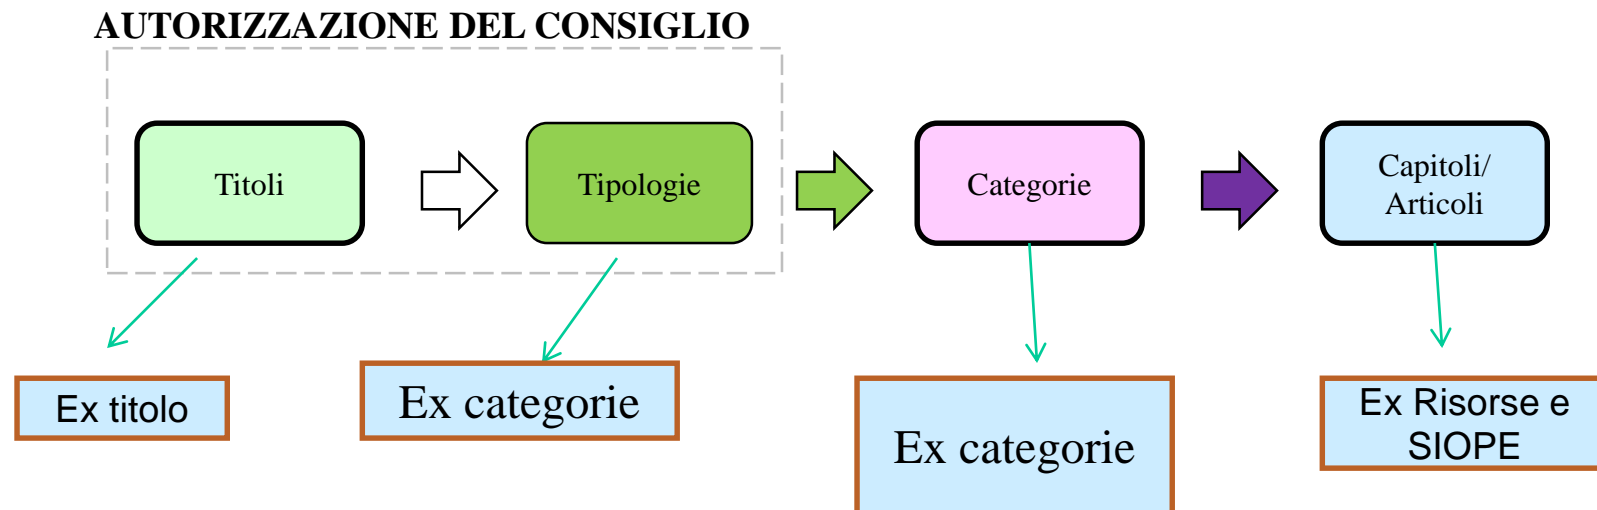 AUTORIZZAZIONE DEL CONSIGLIO
Titoli
Tipologie
Categorie
Capitoli/
Articoli
Ex titolo
Ex categorie
Ex categorie
Ex Risorse e
SIOPE